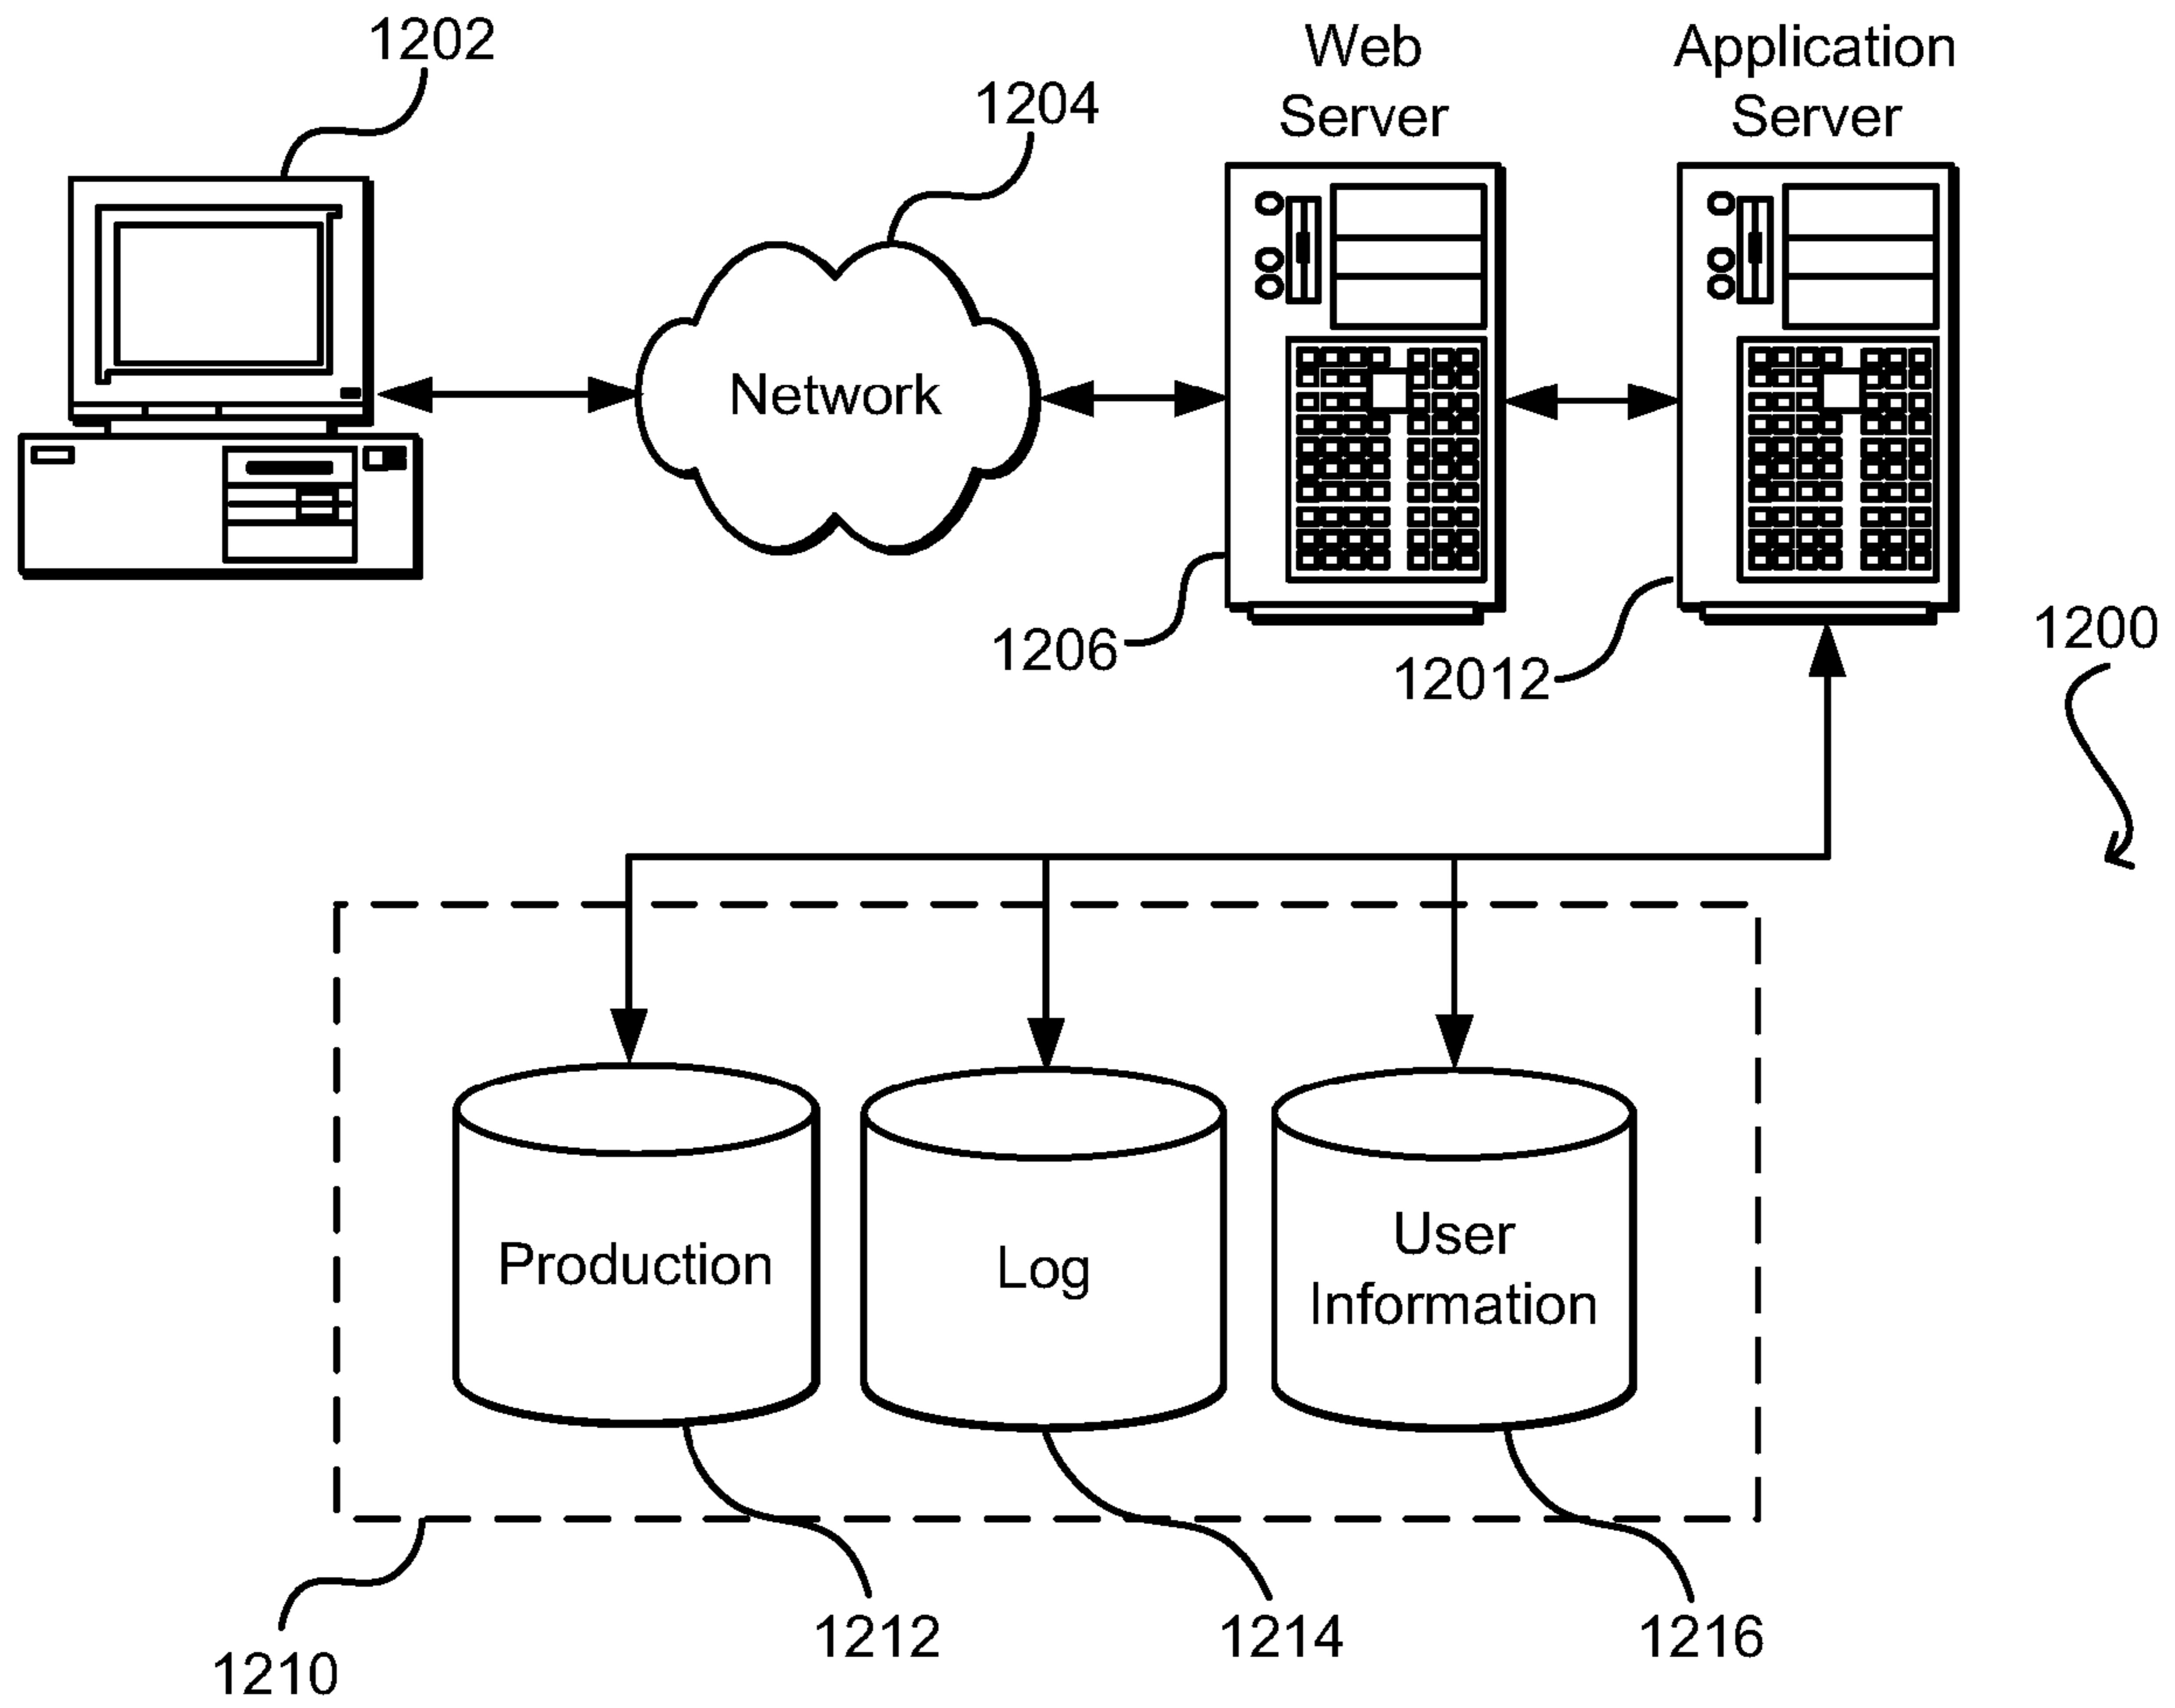 1202
1204
Web
Server
Application
Server
Network
1206
12012
1200
Production
Log
User
Information
1210
1212
1214
1216